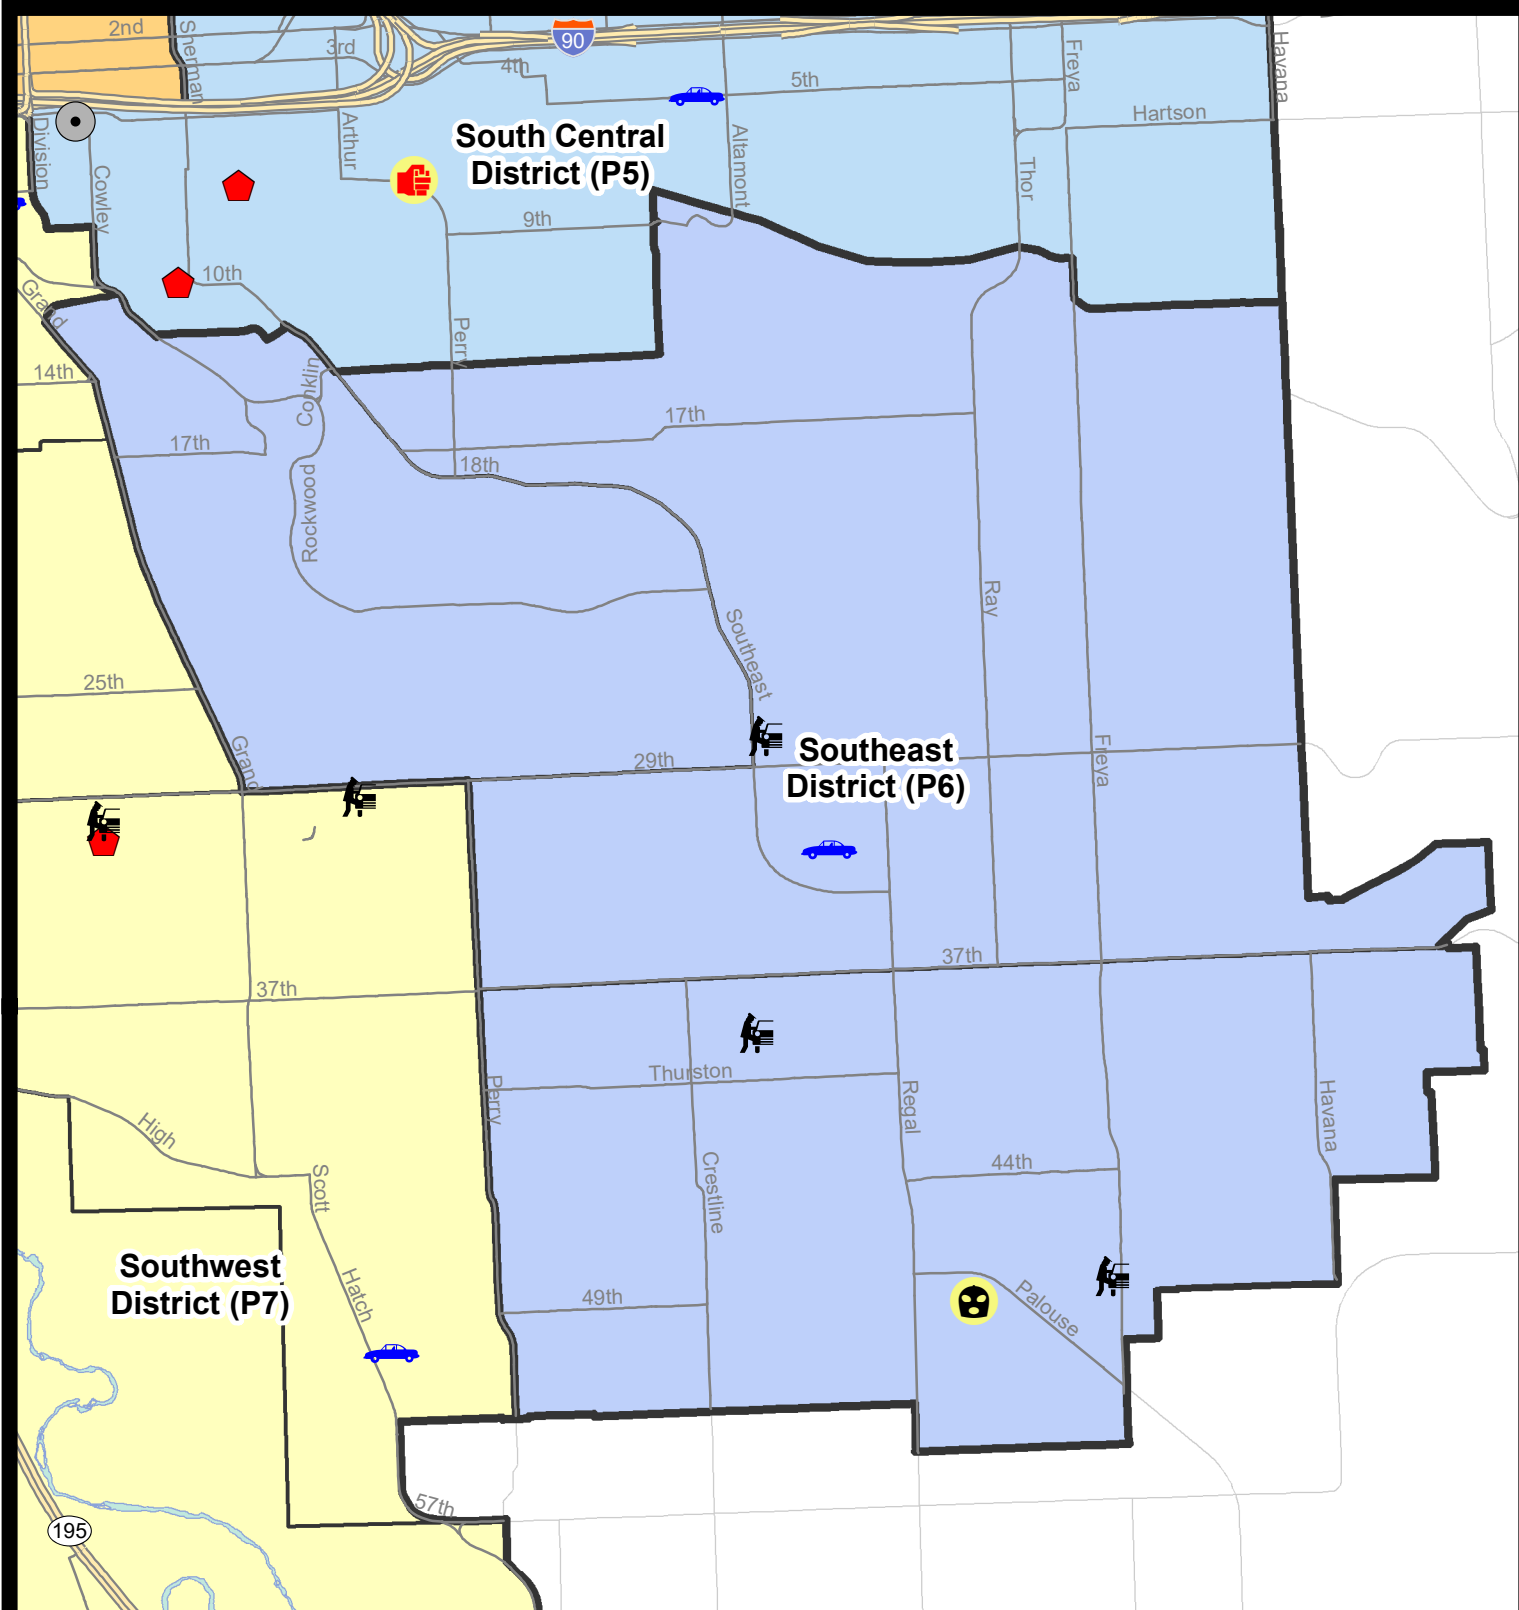 2nd
Sherman
3rd
90
4th
5th
Freya
Havana
Hartson
Division
Arthur
South Central
District (P5)
Altamont
Cowley
Thor
9th
10th
Grand
Perry
14th
Conklin
17th
17th
18th
Rockwood
Ray
Southeast
25th
Grand
29th
Southeast
District (P6)
Freya
37th
37th
Thurston
Perry
Regal
Havana
High
Scott
Crestline
44th
Southwest
District (P7)
Hatch
49th
Palouse
57th
195